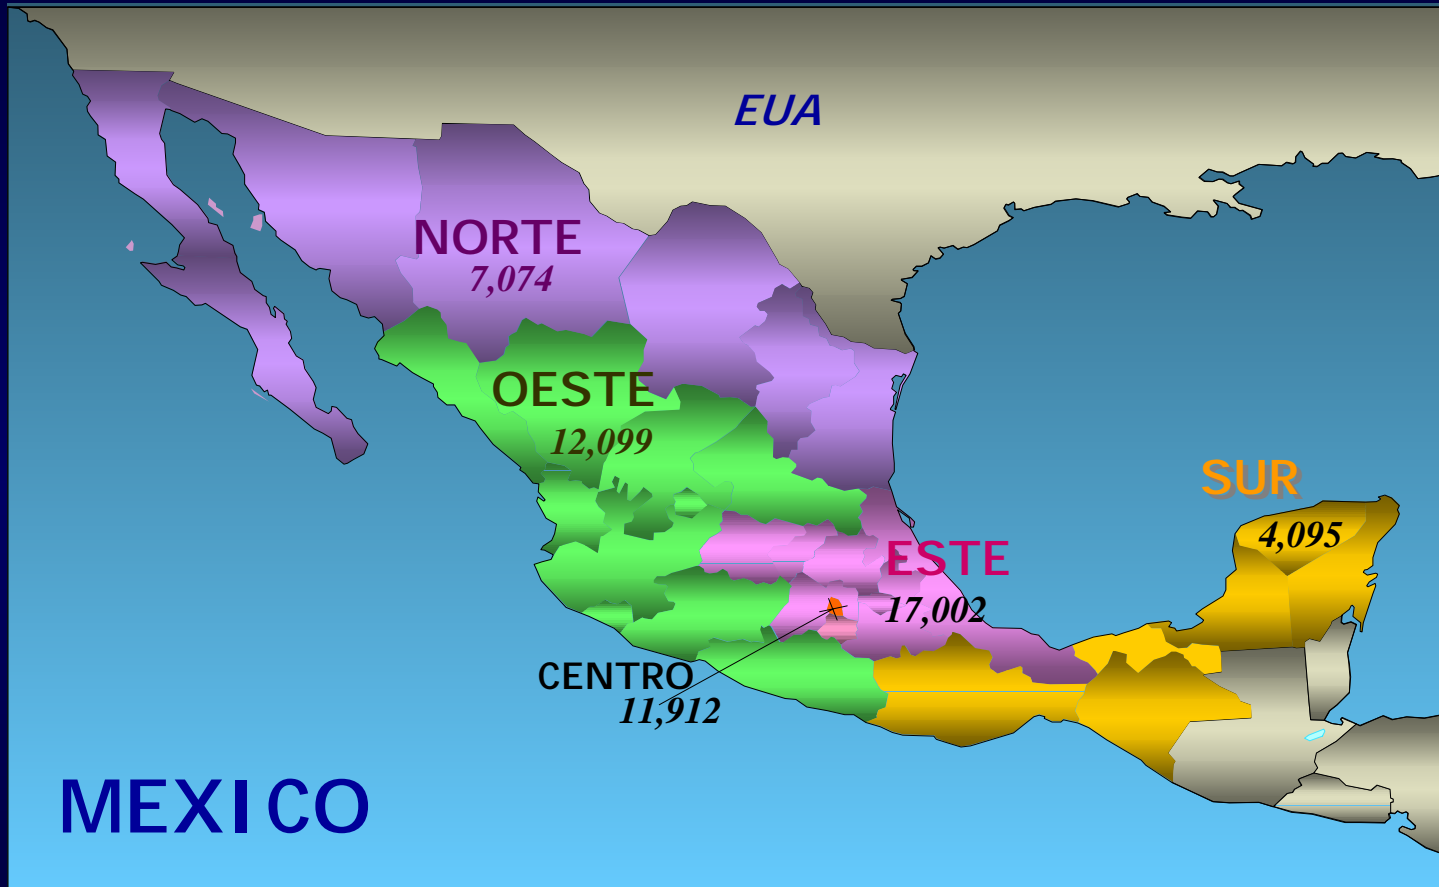 EUA
NORTE
7,074
OESTE
12,099
SUR
4,095
ESTE
17,002
CENTRO
11,912
MEXICO